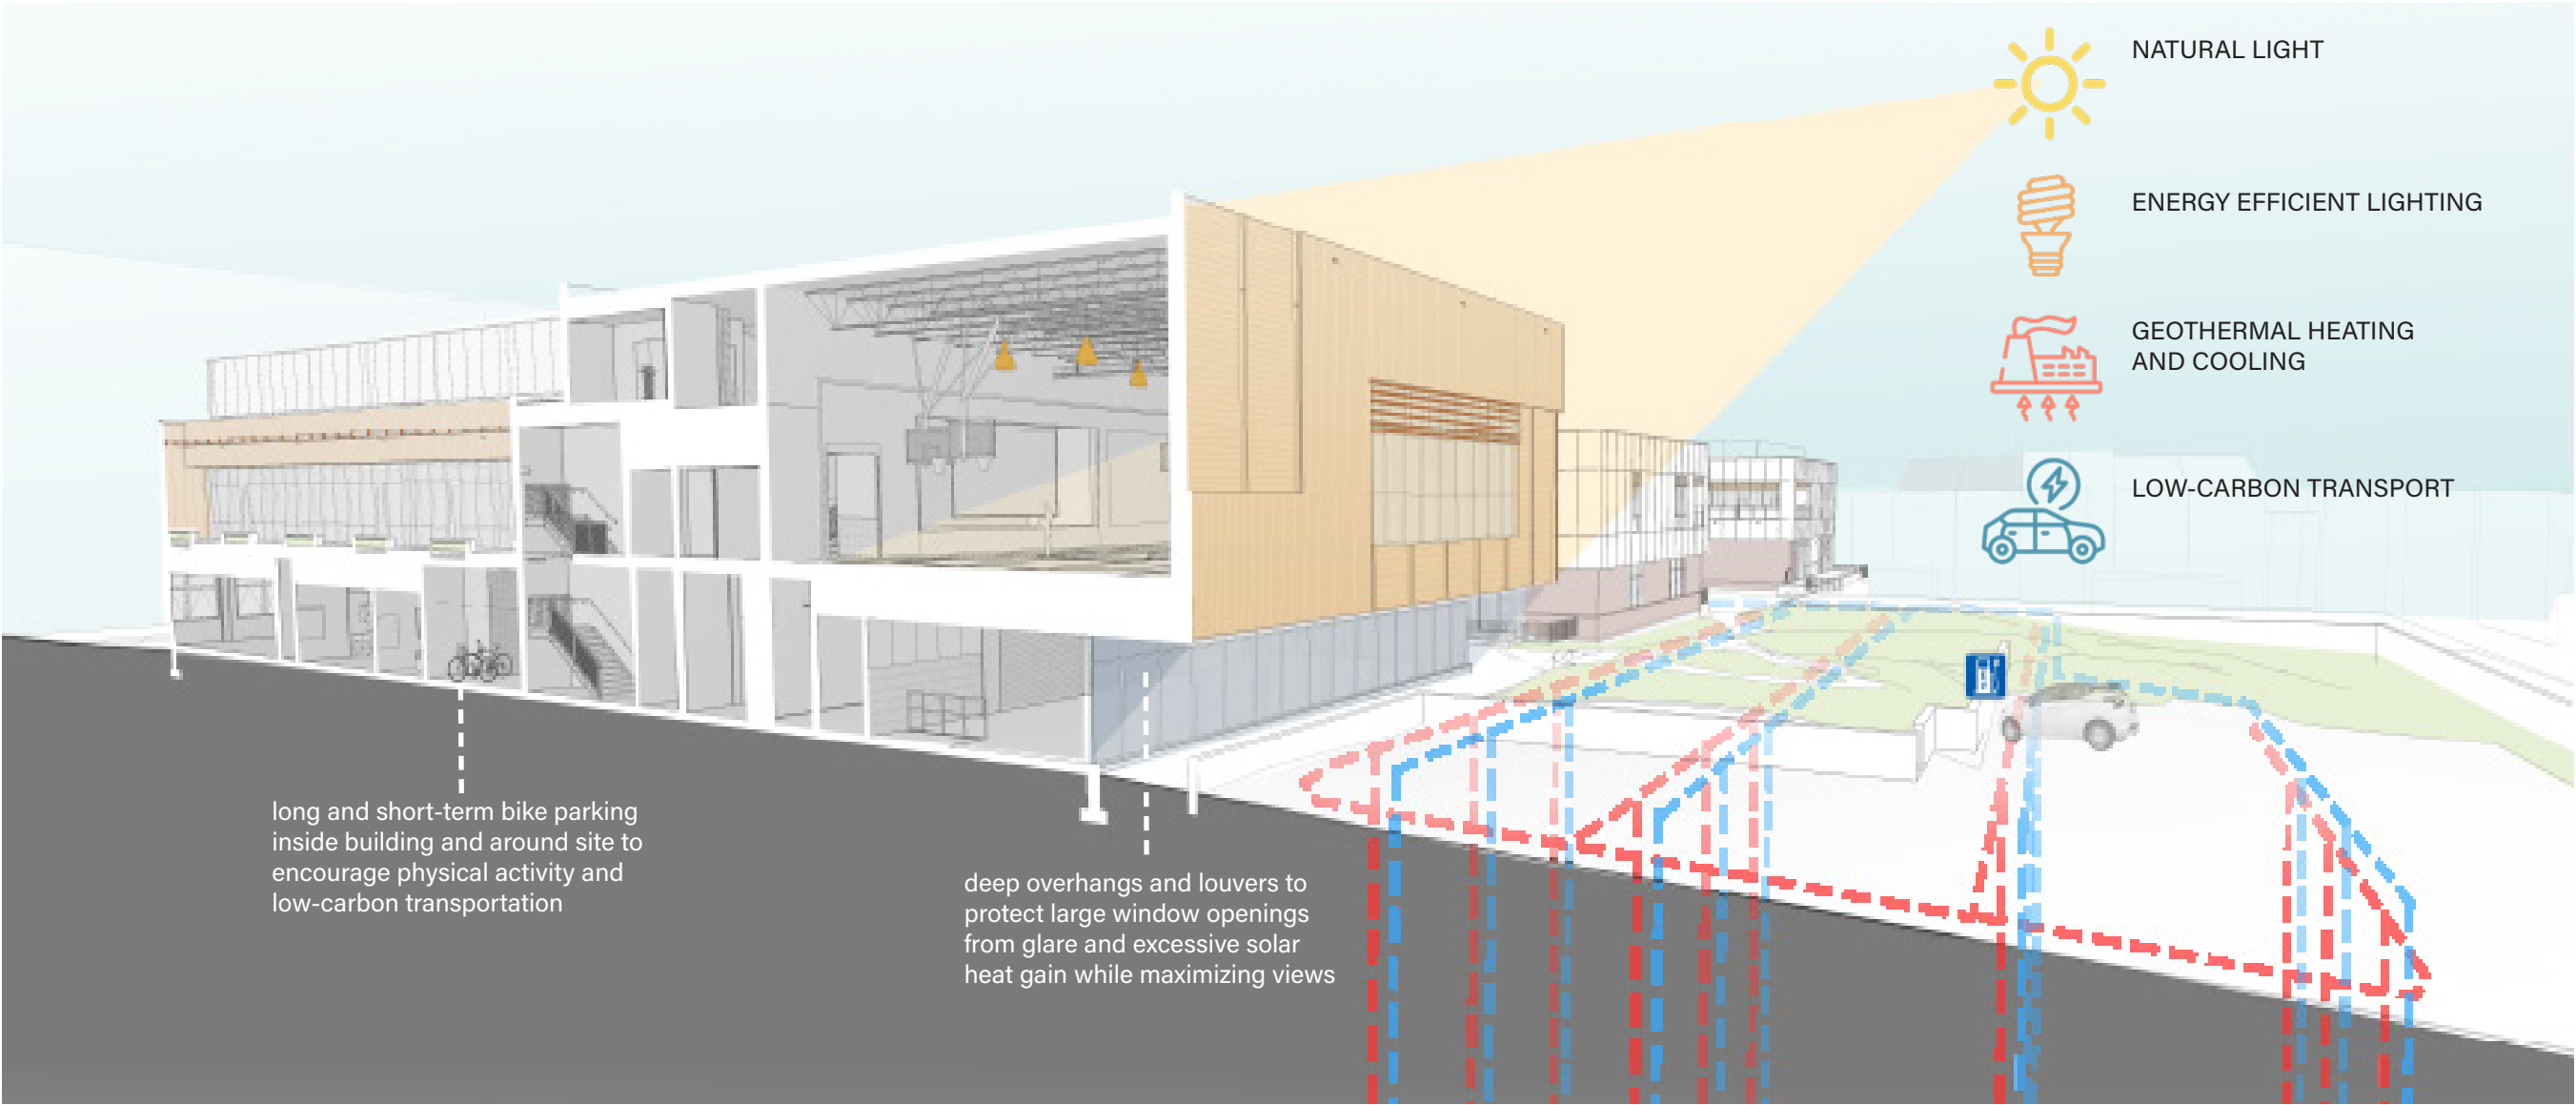 NATURAL LIGHT
ENERGY EFFICIENT LIGHTING
GEOTHERMAL HEATING
AND COOLING
LOW-CARBON TRANSPORT
long and short-term bike parking
inside building and around site to
encourage physical activity and
low-carbon transportation
deep overhangs and louvers to
protect large window openings
from glare and excessive solar
heat gain while maximizing views